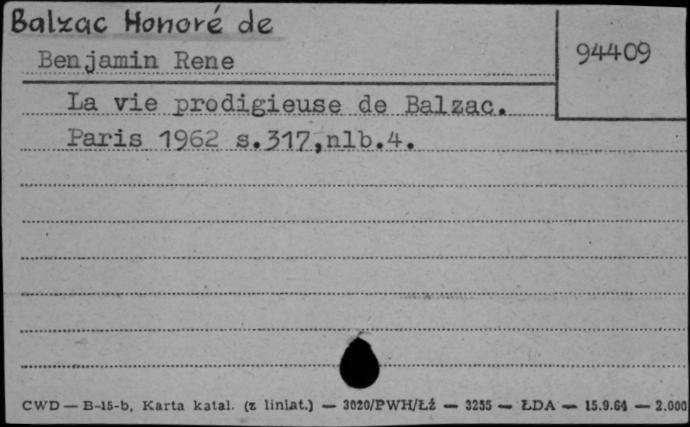 Balzac Honoré de
94409
Benjamin Rene
La vie prodigieuse de Balzac.
Paris 1962 s.317,nlb.4.
CWD — B-15-b, Karta katal. (z liniat.) — 3020/PWH/Łź — 3255 — ŁDA — 15.9.64 — 2.000